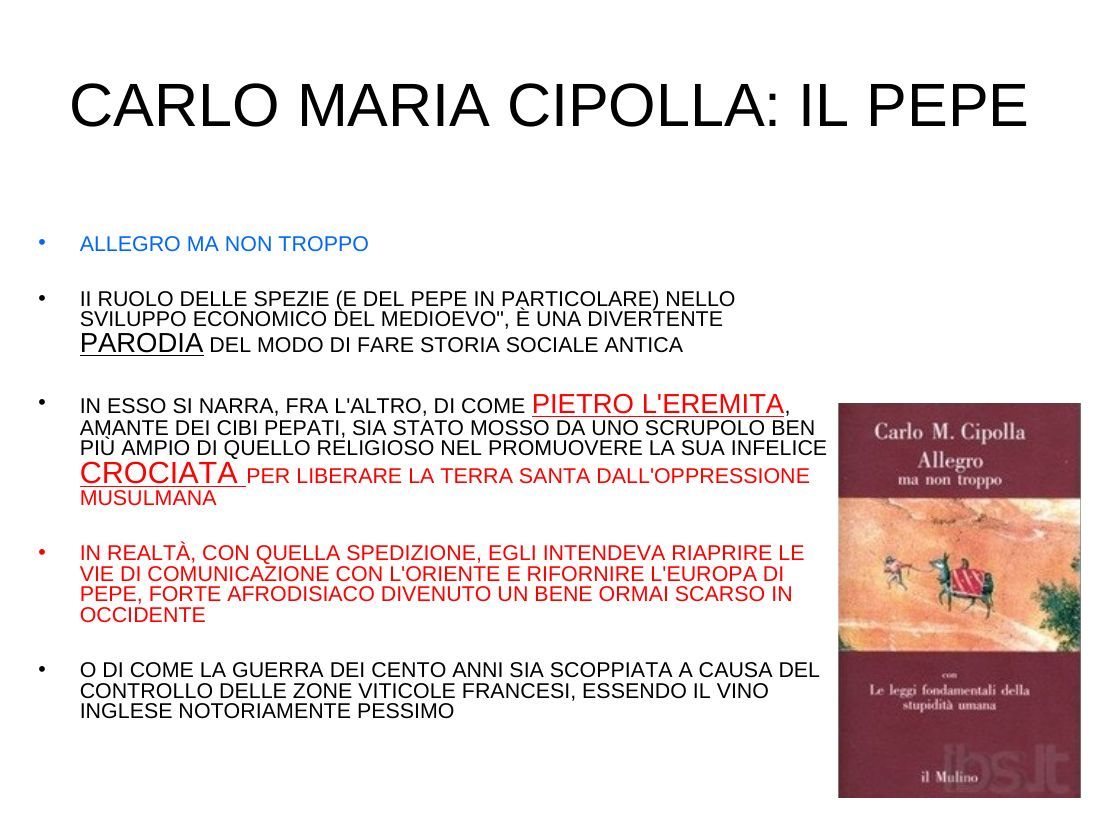 CARLO MARIA CIPOLLA: IL PEPE
• ALLEGRO MA NON TROPPO
• II RUOLO DELLE SPEZIE (E DEL PEPE IN PARTICOLARE) NELLO
SVILUPPO ECONOMICO DEL MEDIOEVO", È UNA DIVERTENTE
PARODIA DEL MODO DI FARE STORIA SOCIALE ANTICA
• IN ESSO SI NARRA, FRA L'ALTRO, DI COME PIETRO L'EREMITA,
AMANTE DEI CIBI PEPATI, SIA STATO MOSSO DA UNO SCRUPOLO BEN
PIÙ AMPIO DI QUELLO RELIGIOSO NEL PROMUOVERE LA SUA INFELICE
CROCIATA PER LIBERARE LA TERRA SANTA DALL'OPPRESSIONE
MUSULMANA
• IN REALTÀ, CON QUELLA SPEDIZIONE, EGLI INTENDEVA RIAPRIRE LE
VIE DI COMUNICAZIONE CON L'ORIENTE E RIFORNIRE L'EUROPA DI
PEPE, FORTE AFRODISIACO DIVENUTO UN BENE ORMAI SCARSO IN
OCCIDENTE
• O DI COME LA GUERRA DEI CENTO ANNI SIA SCOPPIATA A CAUSA DEL
CONTROLLO DELLE ZONE VITICOLE FRANCESI, ESSENDO IL VINO
INGLESE NOTORIAMENTE PESSIMO
Carlo M. Cipolla
Allegro
ma non troppo
con
Le leggi fondamentali della
stupidità umana
il Mulino
ibs.it